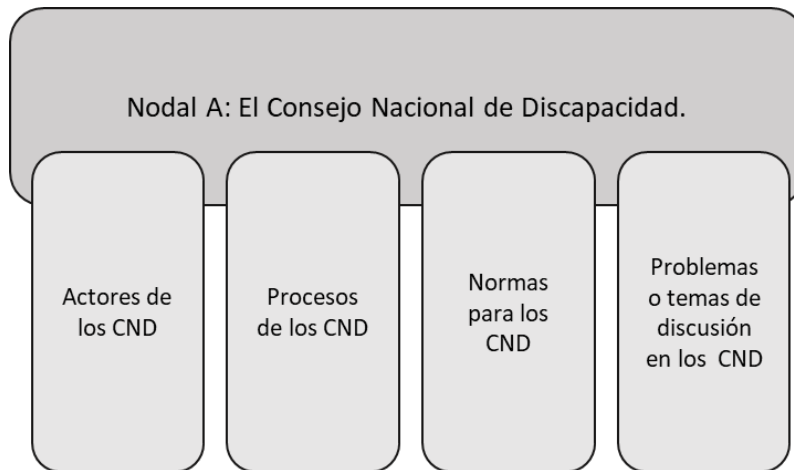 Nodal A: El Consejo Nacional de Discapacidad.
Actores de
los CND
Procesos
de los CND
Normas
para los
CND
Problemas
o temas de
discusión
en los CND